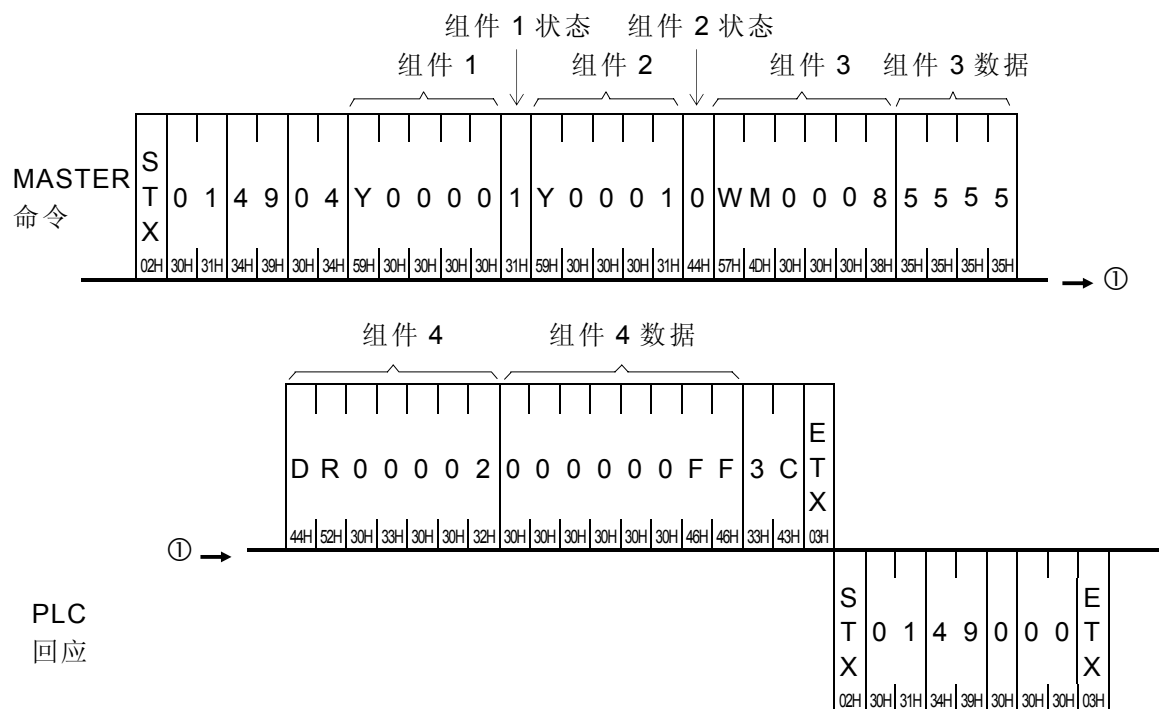 组件 1 状态 组件 2 状态
组件 1 组件 2 组件 3 组件 3 数据
MASTER
命令
STX 0 1 4 9 0 4 Y 0 0 0 0 1 Y 0 0 0 1 0 W M 0 0 0 8 5 5 5 5
02H 30H 31H 34H 39H 30H 34H 59H 30H 30H 30H 30H 31H 59H 30H 30H 30H 31H 44H 57H 4DH 30H 30H 30H 38H 35H 35H 35H 35H
①
组件 4 组件 4 数据
D R 0 0 0 0 2 0 0 0 0 0 0 F F 3 C ETX
44H 52H 30H 33H 30H 30H 32H 30H 30H 30H 30H 30H 30H 46H 46H 33H 43H 03H
①
PLC
回应
STX 0 1 4 9 0 0 0 ETX
02H 30H 31H 34H 39H 30H 30H 30H 03H